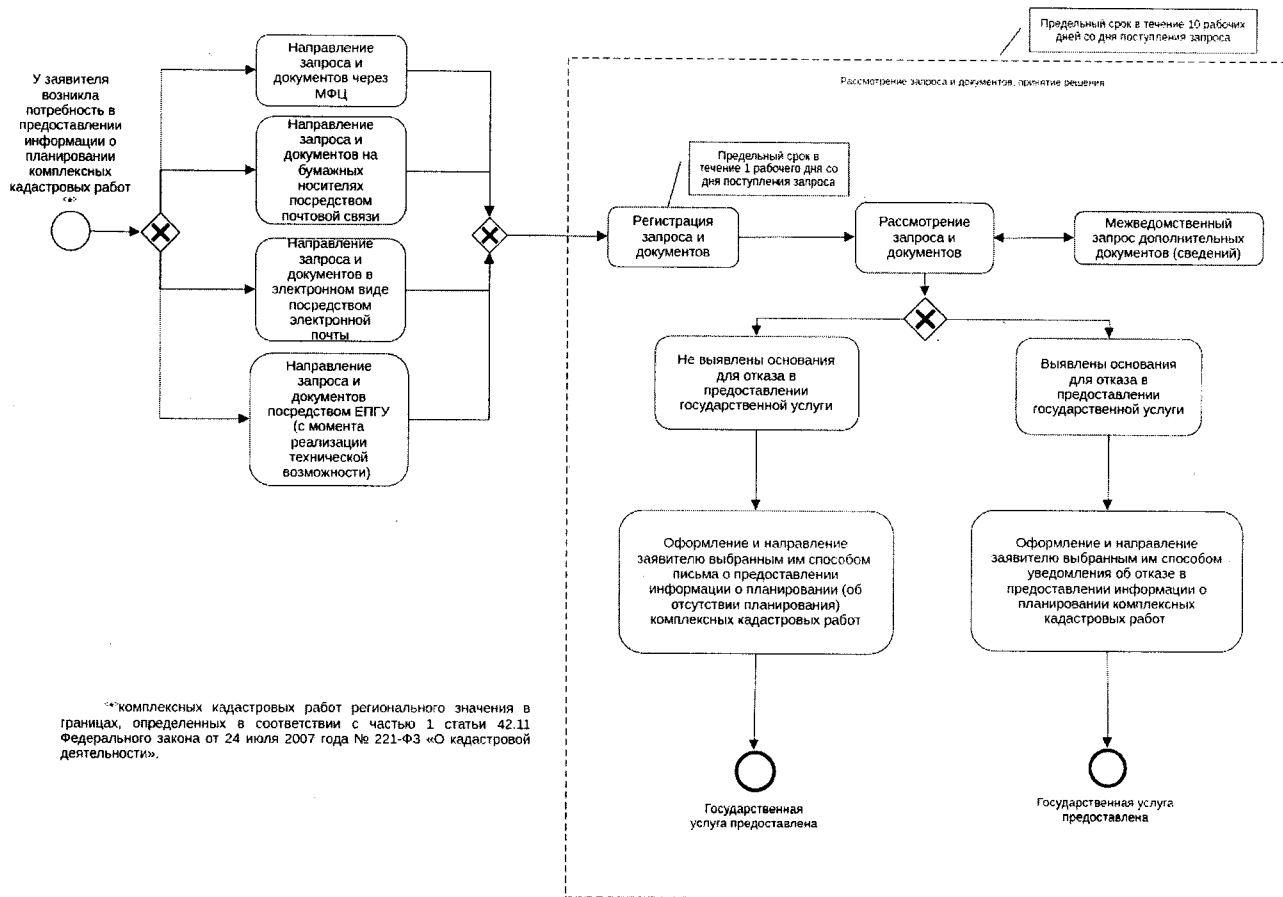 Предельный срок в течение 10 рабочих
дней со дня поступления запроса
Рассмотрение запроса и документов, принятие решения
У заявителя
возникла
потребность в
предоставлении
информации о
планировании
комплексных
кадастровых работ
<*>
Направление
запроса и
документов через
МФЦ
Направление
запроса и
документов на
бумажных
носителях
посредством
почтовой связи
Направление
запроса и
документов в
электронном виде
посредством
электронной
почты
Направление
запроса и
документов
посредством ЕПГУ
(с момента
реализации
технической
возможности)
Предельный срок в
течение 1 рабочего дня со
дня поступления запроса
Регистрация
запроса и
документов
Рассмотрение
запроса и
документов
Межведомственный
запрос дополнительных
документов (сведений)
Не выявлены основания
для отказа в
предоставлении
государственной услуги
Выявлены основания
для отказа в
предоставлении
государственной услуги
Оформление и направление
заявителю выбранным им способом
письма о предоставлении
информации о планировании (об
отсутствии планирования)
комплексных кадастровых работ
Оформление и направление
заявителю выбранным им способом
уведомления об отказе в
предоставлении информации о
планировании комплексных
кадастровых работ
Государственная
услуга предоставлена
Государственная услуга
предоставлена
<*>комплексных кадастровых работ регионального значения в
границах, определенных в соответствии с частью 1 статьи 42.11
Федерального закона от 24 июля 2007 года № 221-ФЗ «О кадастровой
деятельности».